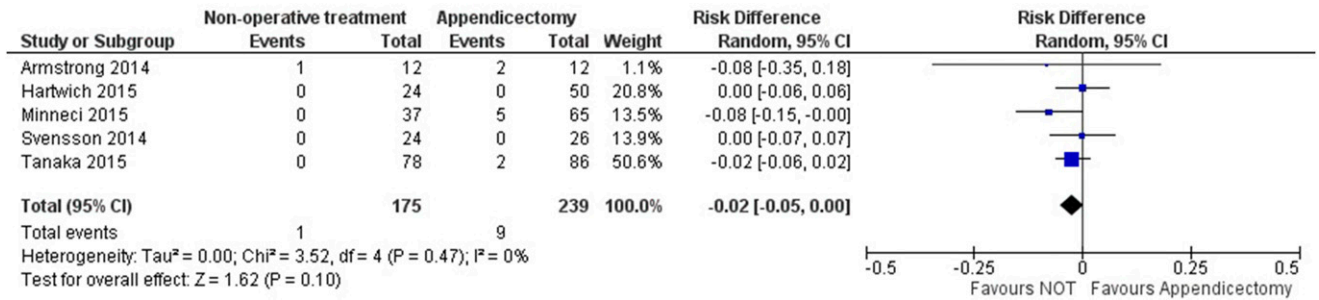 Non-operative treatment Appendicectomy Risk Difference Risk Difference
Study or Subgroup Events Total Events Total Weight Random, 95% CI Random, 95% CI
Armstrong 2014 1 12 2 12 1.1% -0.08 [-0.35, 0.18]
Hartwich 2015 0 24 0 50 20.8% 0.00 [-0.06, 0.06]
Minneci 2015 0 37 5 65 13.5% -0.08 [-0.15, -0.00]
Svensson 2014 0 24 0 26 13.9% 0.00 [-0.07, 0.07]
Tanaka 2015 0 78 2 86 50.6% -0.02 [-0.06, 0.02]
Total (95% CI) 175 239 100.0% -0.02 [-0.05, 0.00]
Total events 1 9
Heterogeneity: Tau² = 0.00; Chi² = 3.52, df = 4 (P = 0.47); I² = 0%
Test for overall effect: Z = 1.62 (P = 0.10)
-0.5 -0.25 0 0.25 0.5
Favours NOT Favours Appendicectomy